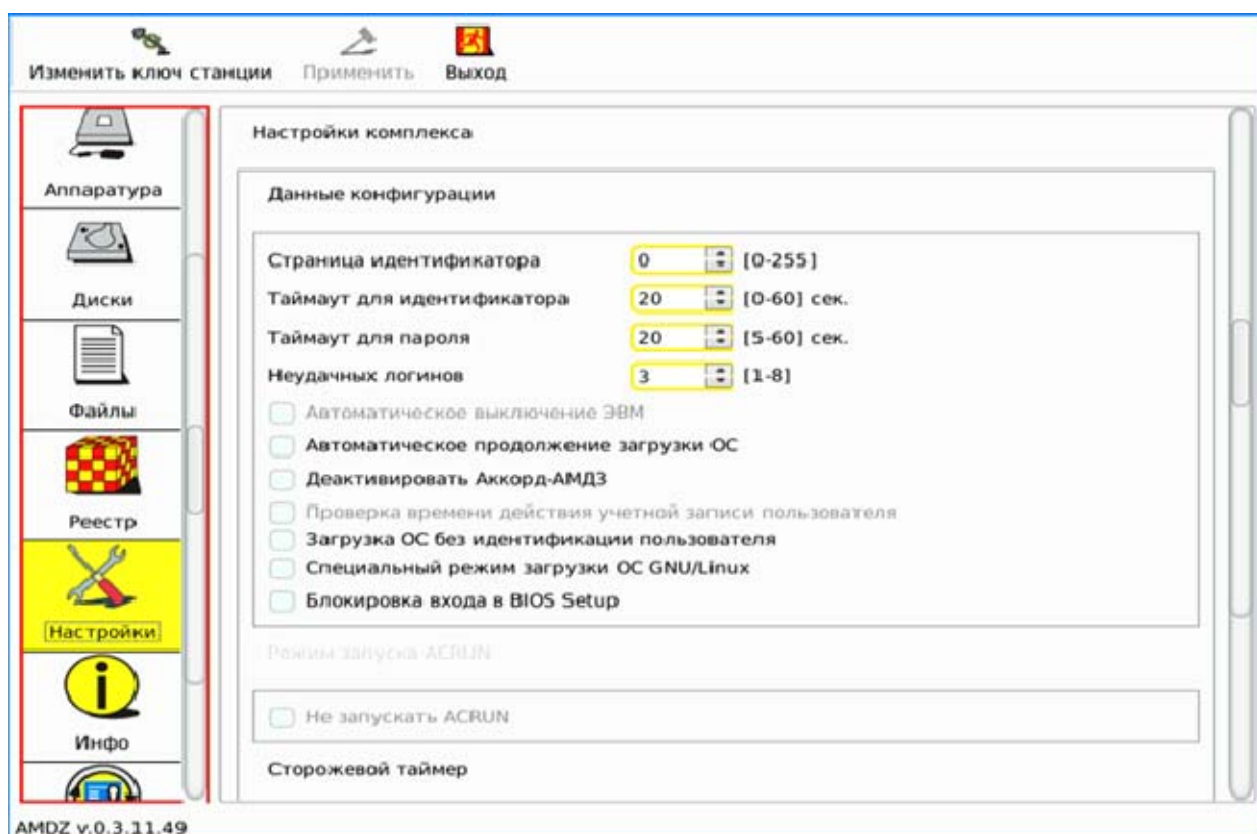 Изменить ключ станции Применить Выход
Аппаратура
Диски
Файлы
Реестр
Настройки
Инфо
Настройки комплекса
Данные конфигурации
Страница идентификатора 0 [0-255]
Таймаут для идентификатора 20 [0-60] сек.
Таймаут для пароля 20 [5-60] сек.
Неудачных логинов 3 [1-8]
Автоматическое выключение ЭВМ
Автоматическое продолжение загрузки ОС
Деактивировать Аккорд-АМДЗ
Проверка времени действия учетной записи пользователя
Загрузка ОС без идентификации пользователя
Специальный режим загрузки ОС GNU/Linux
Блокировка входа в BIOS Setup
Режим запуска ACRUN
Не запускать ACRUN
Сторожевой таймер
AMDZ v.0.3.11.49